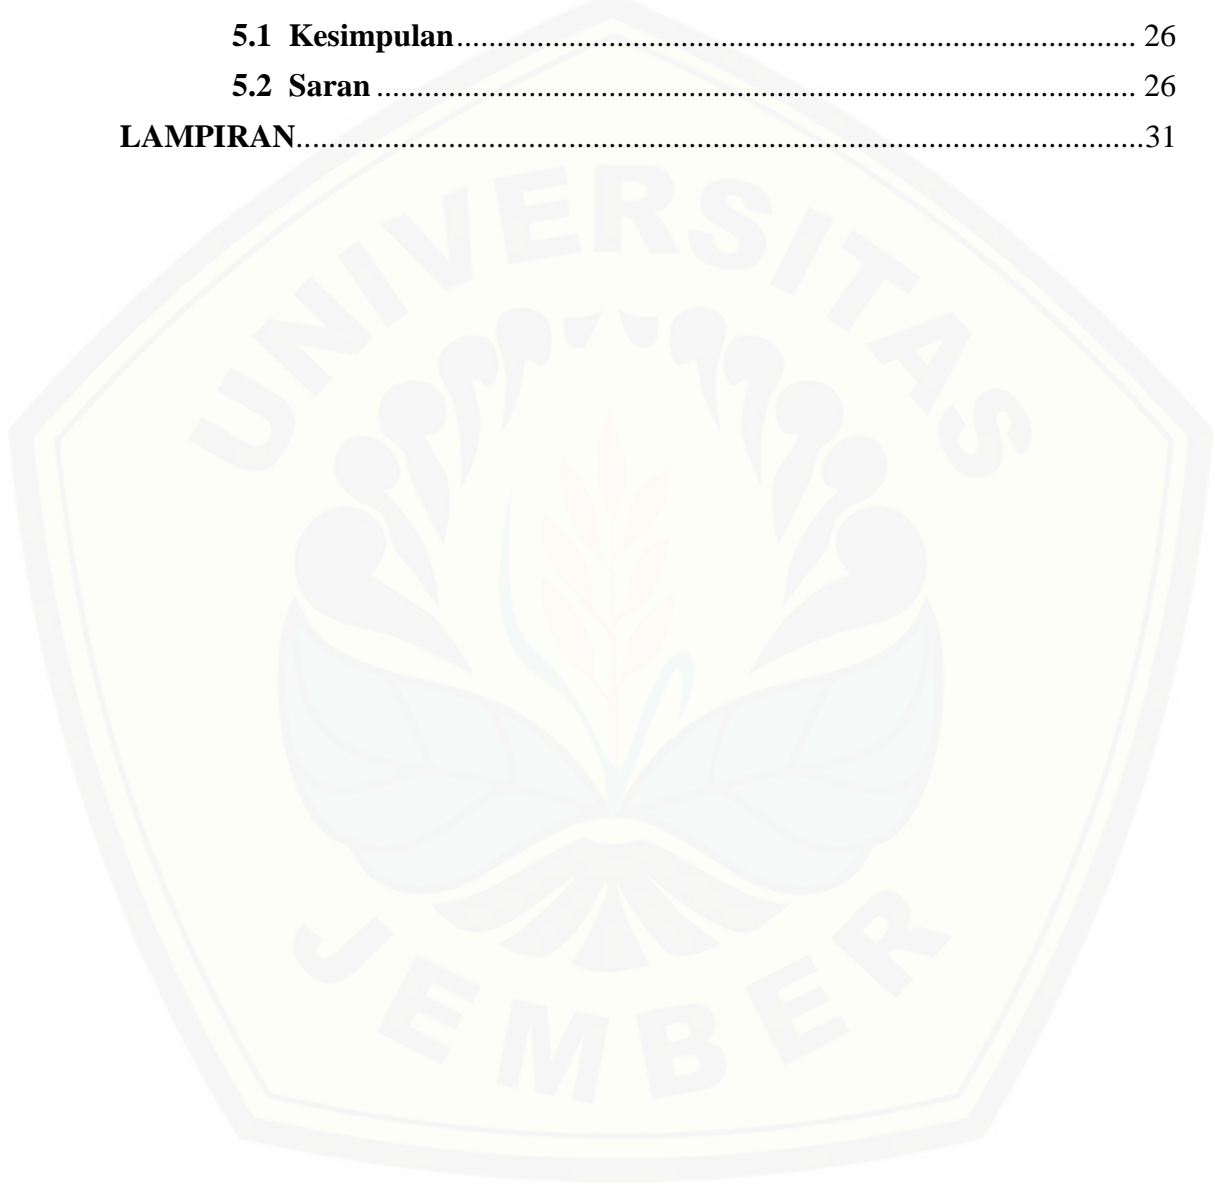 5.1 Kesimpulan.................................................................................... 26
5.2 Saran.............................................................................................. 26
LAMPIRAN.........................................................................................................31
UNIVERSITAS
JEMBER